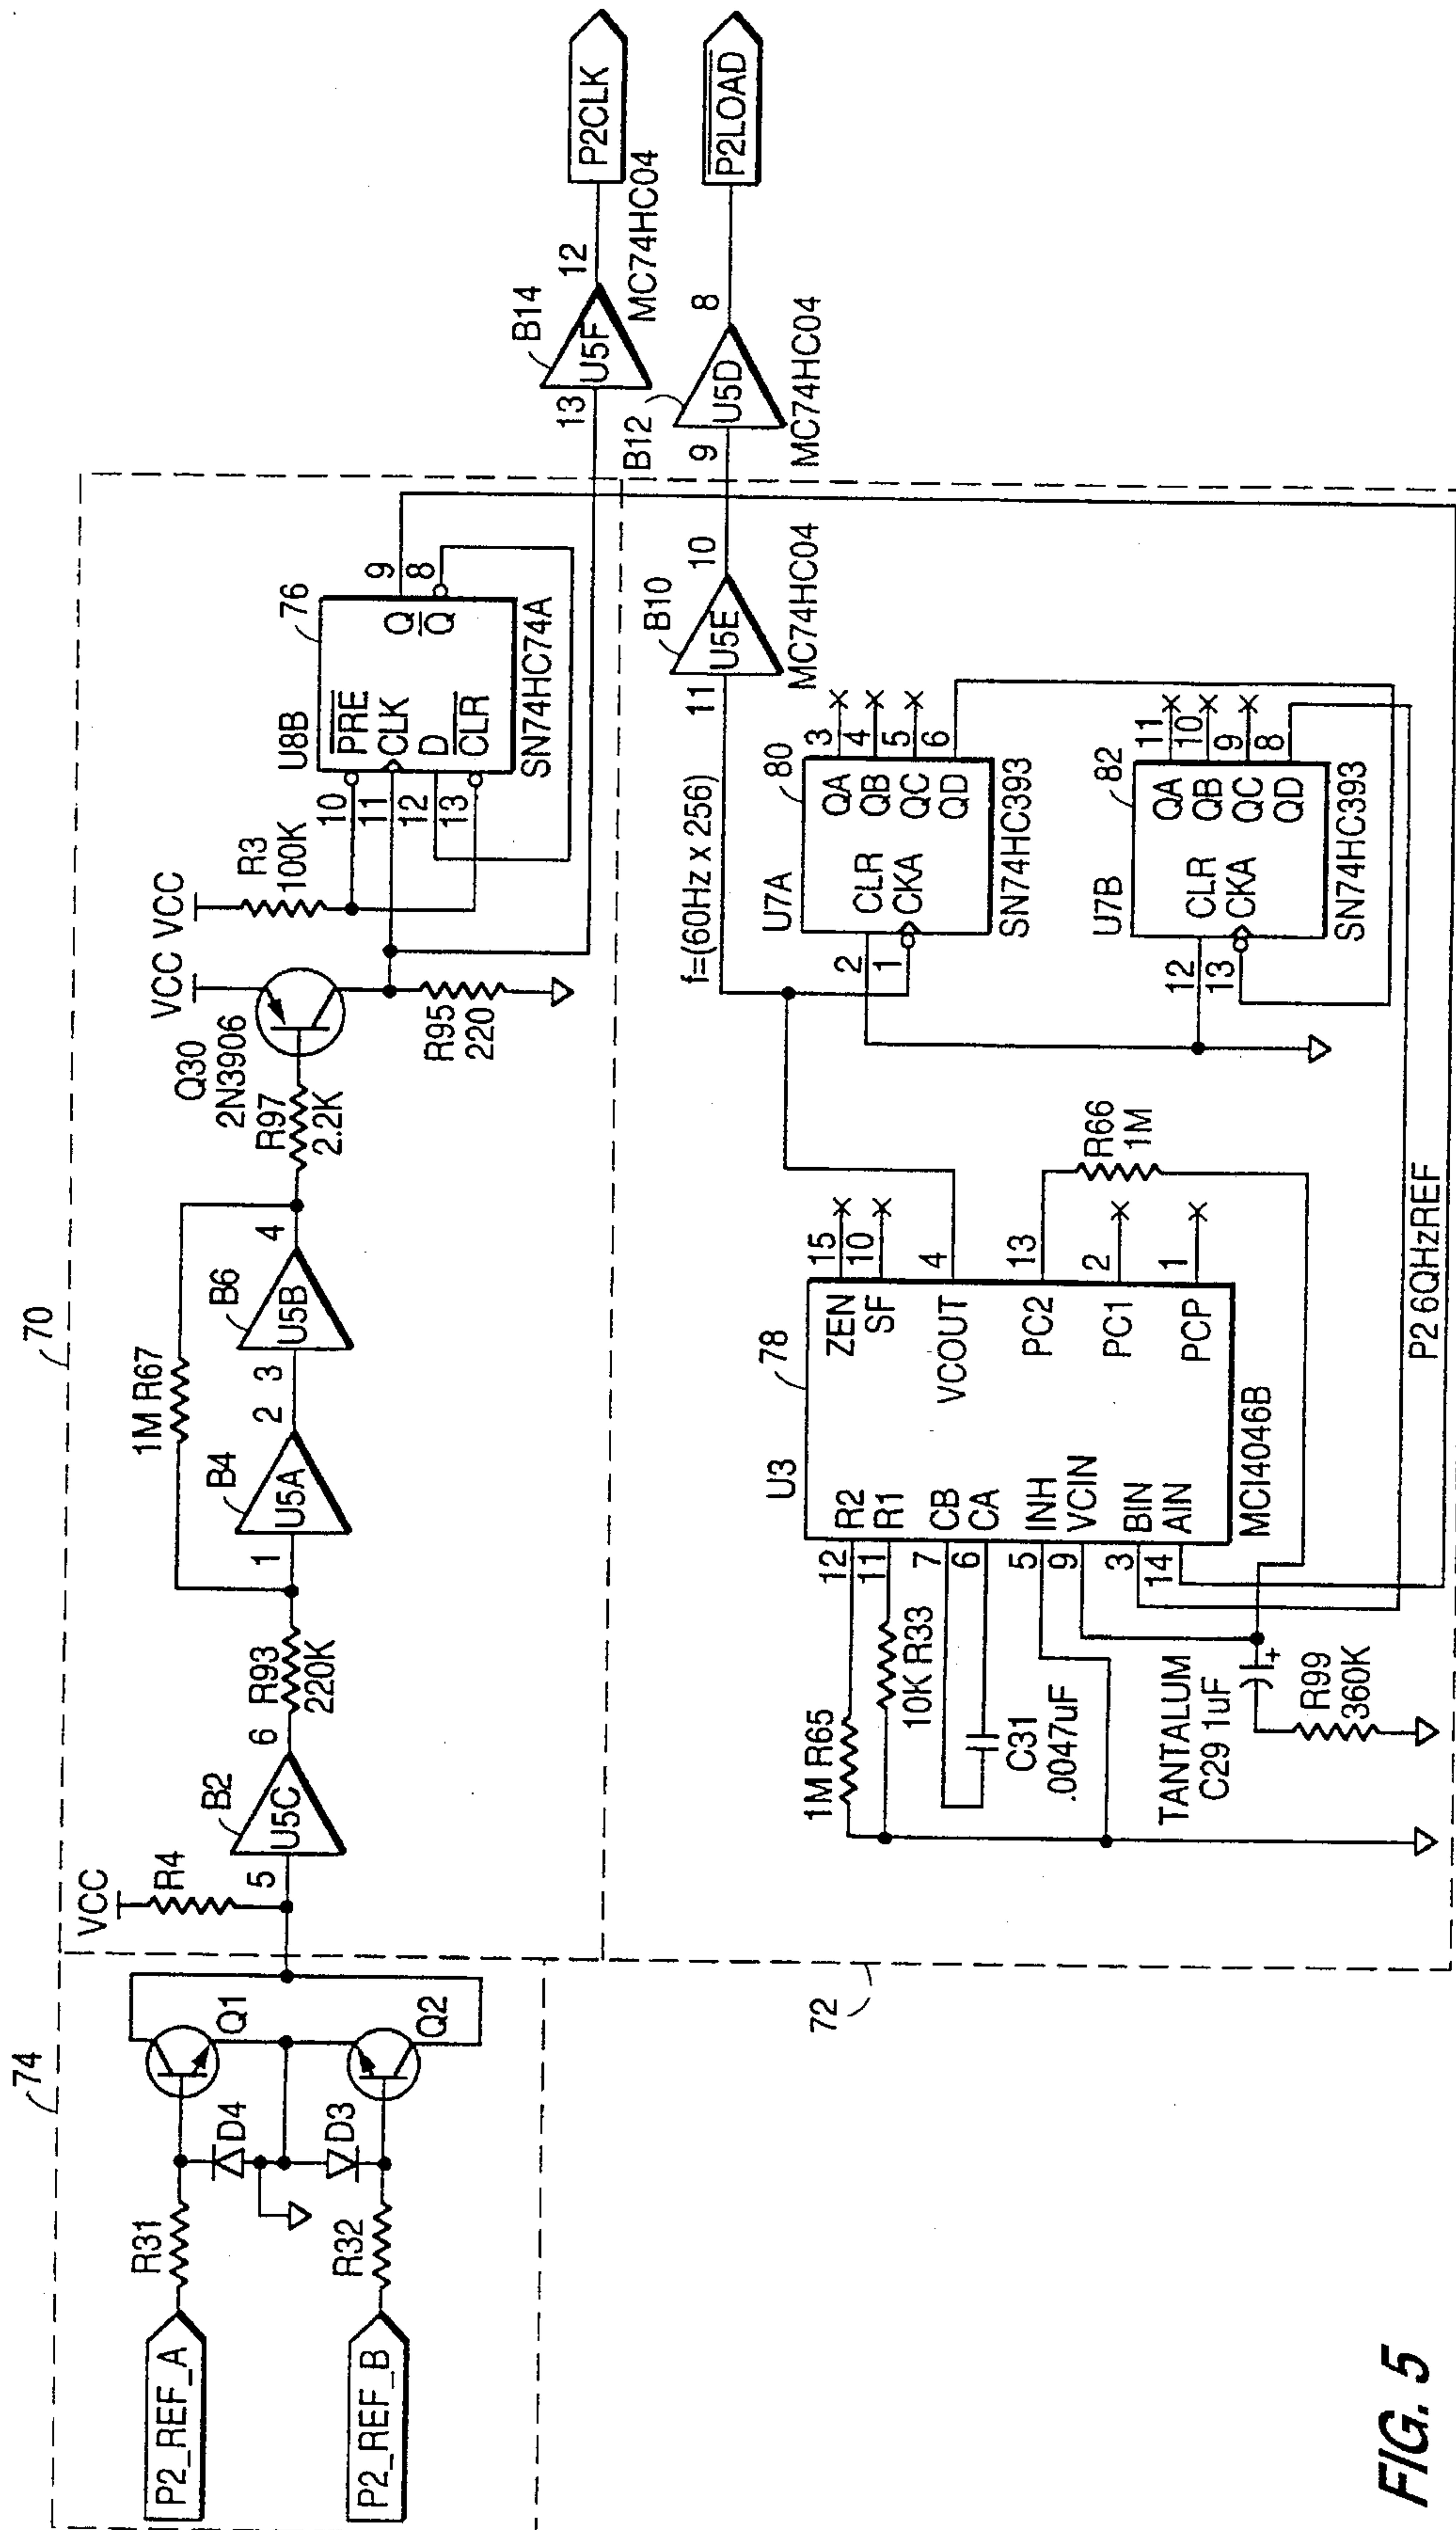 74
P2_REF_A
R31
D4
Q1
P2_REF_B
R32
D3
Q2
70
VCC
R4
5
B2
U5C
6
R93
220K
1M R67
1
B4
U5A
2
3
B6
U5B
4
R97
2.2K
Q30
2N3906
VCC
VCC
R3
100K
R95
220
U8B
76
10
11
12
13
PRE
CLK
D
CLR
Q
Q
9
8
SN74HC74A
13
B14
U5F
12
MC74HC04
P2CLK
72
1M R65
10K R33
C31
.0047uF
TANTALUM
C29 1uF
+
R99
360K
U3
78
12
11
7
6
5
9
3
14
R2
R1
CB
CA
INH
VCIN
BIN
AIN
ZEN
SF
VCOUT
PC2
PC1
PCP
15
10
4
13
2
1
MCI4046B
R66
1M
P2 6QHzREF
f=(60Hz x 256)
U7A
80
2
1
CLR
CKA
QA
QB
QC
QD
3
4
5
6
SN74HC393
U7B
82
12
13
CLR
CKA
QA
QB
QC
QD
11
10
9
8
SN74HC393
11
B10
U5E
10
MC74HC04
9
B12
U5D
8
MC74HC04
P2LOAD
FIG. 5